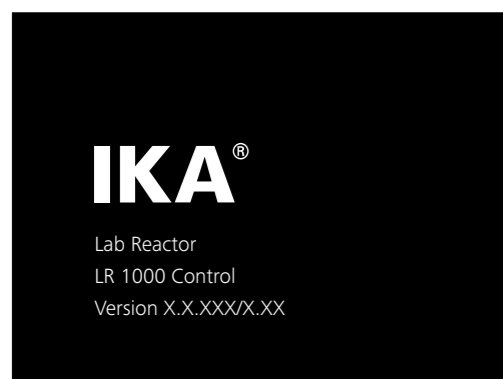 IKA®
Lab Reactor
LR 1000 Control
Version X.X.XXX/X.XX